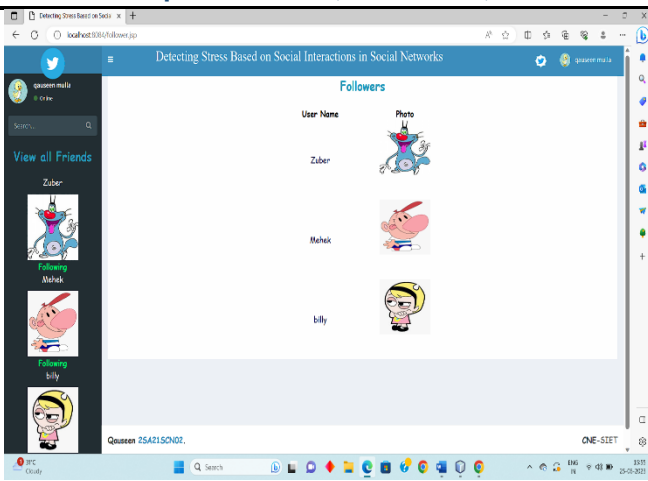 Detecting Stress Based on Socia
localhost:8084/follower.jsp
Detecting Stress Based on Social Interactions in Social Networks
qauseen mulla
qauseen mulla
Online
Search...
View all Friends
Zuber
Following
Mehek
Following
billy
Followers
User Name Photo
Zuber
Mehek
billy
Qauseen 2SA21SCN02.
CNE-SIET
Cloudy
Search
ENG
IN